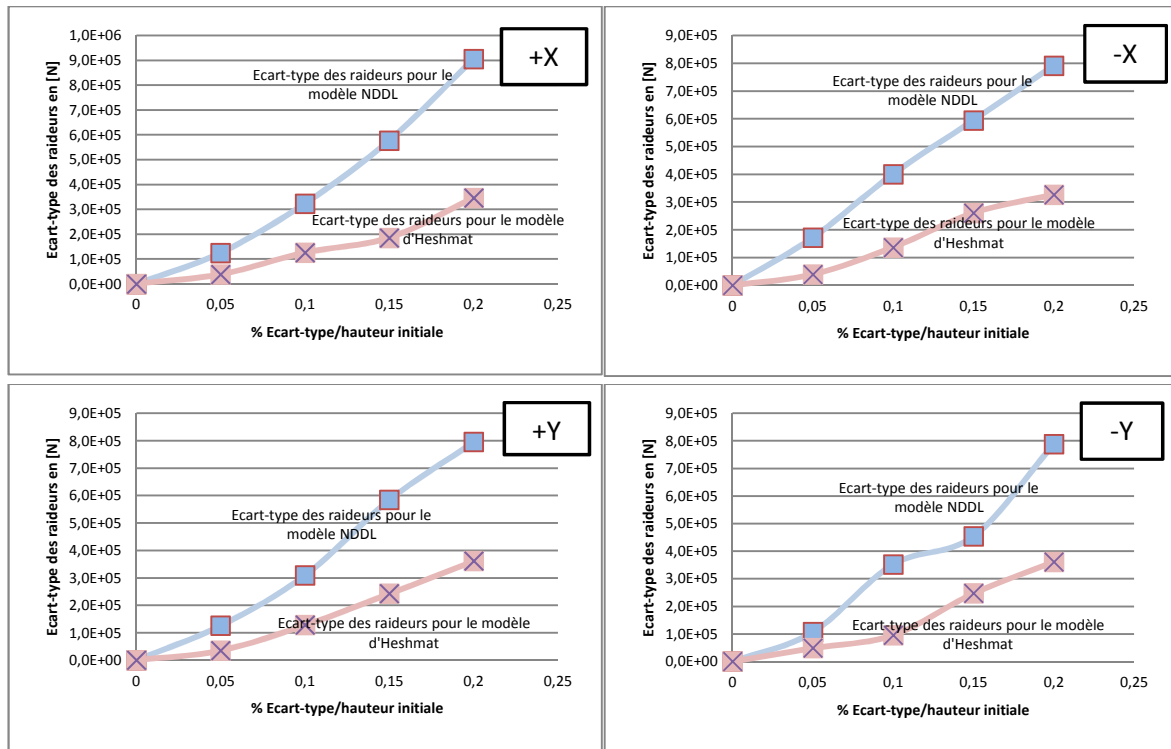 +X
Ecart-type des raideurs en [N]
1,0E+06
9,0E+05
8,0E+05
7,0E+05
6,0E+05
5,0E+05
4,0E+05
3,0E+05
2,0E+05
1,0E+05
0,0E+00
Ecart-type des raideurs pour le
modèle NDDL
Ecart-type des raideurs pour le modèle
d'Heshmat
0 0,05 0,1 0,15 0,2 0,25
% Ecart-type/hauteur initiale
-X
Ecart-type des raideurs en [N]
9,0E+05
8,0E+05
7,0E+05
6,0E+05
5,0E+05
4,0E+05
3,0E+05
2,0E+05
1,0E+05
0,0E+00
Ecart-type des raideurs pour le
modèle NDDL
Ecart-type des raideurs pour le modèle
d'Heshmat
0 0,05 0,1 0,15 0,2 0,25
% Ecart-type/hauteur initiale
+Y
Ecart-type des raideurs en [N]
9,0E+05
8,0E+05
7,0E+05
6,0E+05
5,0E+05
4,0E+05
3,0E+05
2,0E+05
1,0E+05
0,0E+00
Ecart-type des raideurs pour le
modèle NDDL
Ecart-type des raideurs pour le modèle
d'Heshmat
0 0,05 0,1 0,15 0,2 0,25
% Ecart-type/hauteur initiale
-Y
Ecart-type des raideurs en [N]
9,0E+05
8,0E+05
7,0E+05
6,0E+05
5,0E+05
4,0E+05
3,0E+05
2,0E+05
1,0E+05
0,0E+00
Ecart-type des raideurs pour le
modèle NDDL
Ecart-type des raideurs pour le modèle
d'Heshmat
0 0,05 0,1 0,15 0,2 0,25
% Ecart-type/hauteur initiale